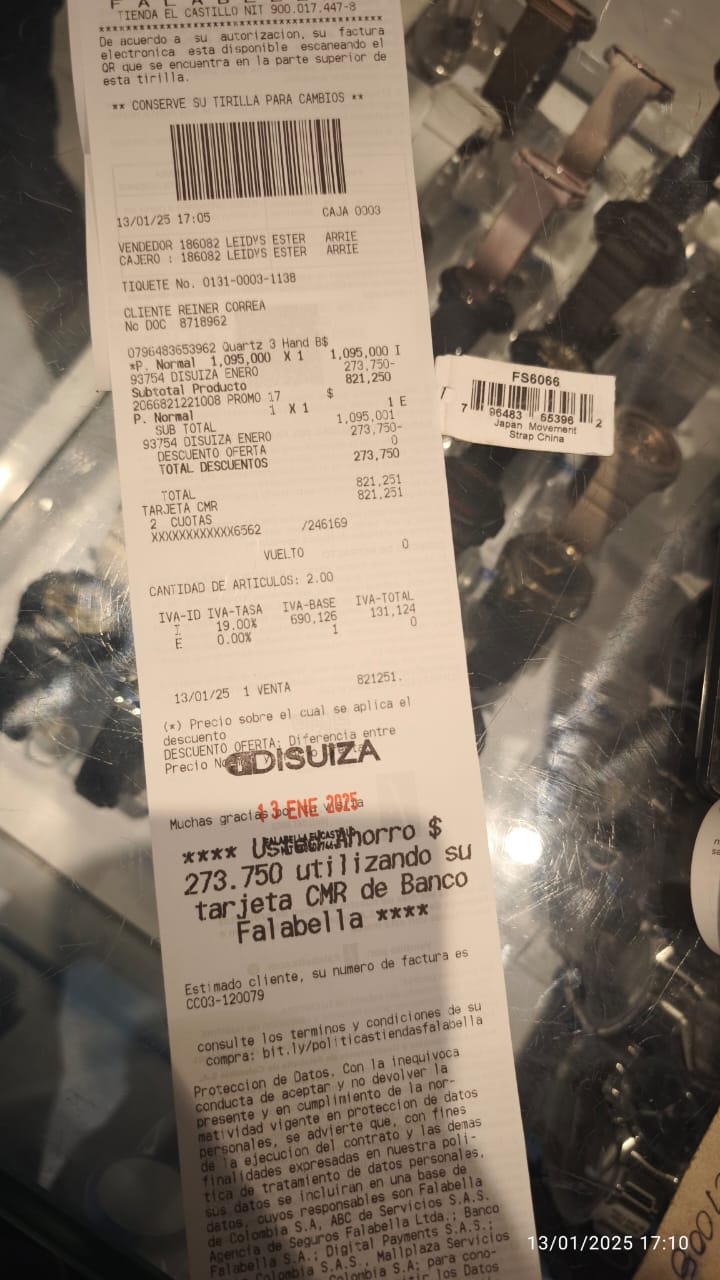 FALABELLA
TIENDA EL CASTILLO NIT 900.017.447-8
****************************************
De acuerdo a su autorizacion, su factura
electronica esta disponible escaneando el
QR que se encuentra en la parte superior de
esta tirilla.
** CONSERVE SU TIRILLA PARA CAMBIOS **
13/01/25 17:05 CAJA 0003
VENDEDOR 186082 LEIDYS ESTER ARRIE
CAJERO : 186082 LEIDYS ESTER ARRIE
TIQUETE No. 0131-0003-1138
CLIENTE REINER CORREA
No DOC 8718962
0796483653962 Quartz 3 Hand B$
*P. Normal 1,095,000 X 1 1,095,000 I
93754 DISUIZA ENERO 273,750-
Subtotal Producto 821,250
2066821221008 PROMO 17 $
P. Normal 1 X 1 1 E
SUB TOTAL 1,095,001
93754 DISUIZA ENERO 273,750-
DESCUENTO OFERTA 0
TOTAL DESCUENTOS 273,750
TOTAL 821,251
TARJETA CMR 821,251
2 CUOTAS
XXXXXXXXXXXX6562 /246169
VUELTO 0
CANTIDAD DE ARTICULOS: 2.00
IVA-ID IVA-TASA IVA-BASE IVA-TOTAL
I 19.00% 690,126 131,124
E 0.00% 1 0
13/01/25 1 VENTA 821251.
(*) Precio sobre el cual se aplica el
descuento
DESCUENTO OFERTA: Diferencia entre
Precio
DISUIZA
13 ENE 2025
Muchas gracias por
**** Usted Ahorro $
273.750 utilizando su
tarjeta CMR de Banco
Falabella ****
Estimado cliente, su numero de factura es
CC03-120079
consulte los terminos y condiciones de su
compra: bit.ly/politicastiendasfalabella
Proteccion de Datos. Con la inequivoca
conducta de aceptar y no devolver la
presente y en cumplimiento de la nor-
matividad vigente en proteccion de datos
personales, se advierte que, con fines
de la ejecucion del contrato y las demas
finalidades expresadas en nuestra poli-
tica de tratamiento de datos personales,
sus datos se incluiran en una base de
datos, cuyos responsables son Falabella
de Colombia S.A, ABC de Servicios S.A.S.
Agencia de Seguros Falabella Ltda.; Banco
Falabella S.A.; Digital Payments S.A.S.;
Colombia S.A.S., Mallplaza Servicios
Colombia S.A; para cono-
los Datos
FS6066
7 96483 65396 2
Japan Movement
Strap China
13/01/2025 17:10